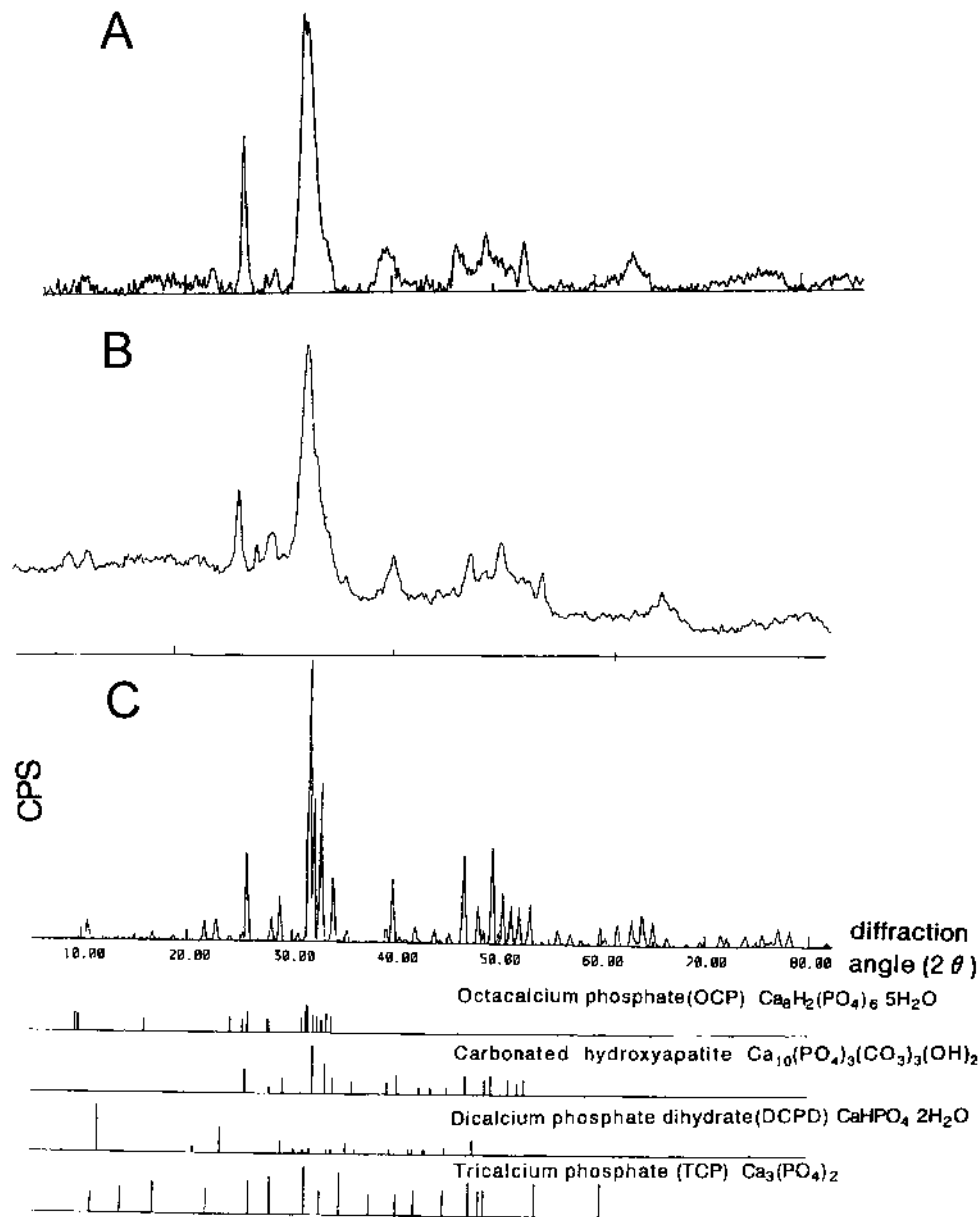 A
B
C
CPS
10.00 20.00 30.00 40.00 50.00 60.00 70.00 80.00
diffraction
angle (2 θ)
Octacalcium phosphate(OCP) Ca₈H₂(PO₄)₆ 5H₂O
Carbonated hydroxyapatite Ca₁₀(PO₄)₃(CO₃)₃(OH)₂
Dicalcium phosphate dihydrate(DCPD) CaHPO₄ 2H₂O
Tricalcium phosphate (TCP) Ca₃(PO₄)₂